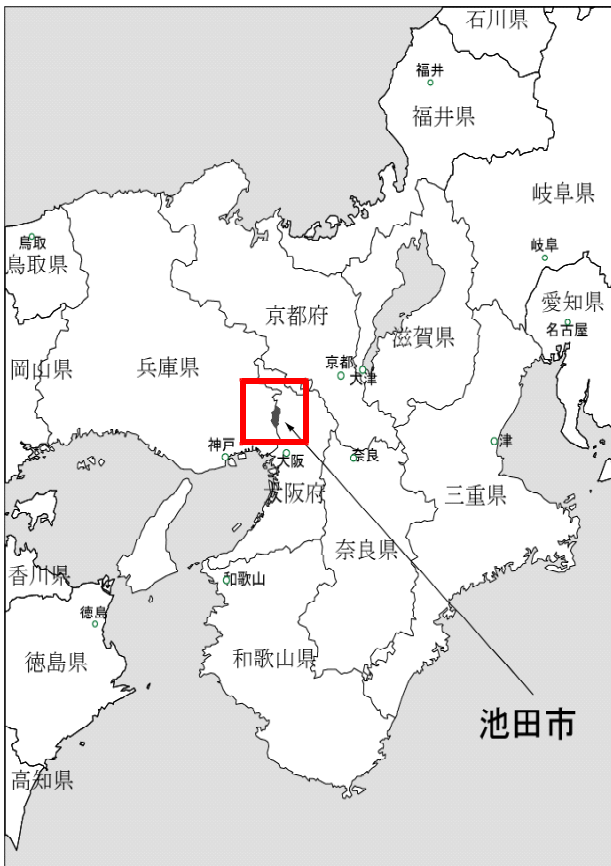 石川県
福井
福井県
岐阜県
鳥取
鳥取県
岐阜
愛知県
名古屋
京都府
滋賀県
岡山県
兵庫県
京都
大津
神戸
大阪
奈良
津
大阪府
三重県
奈良県
香川県
和歌山
徳島
徳島県
和歌山県
池田市
高知県